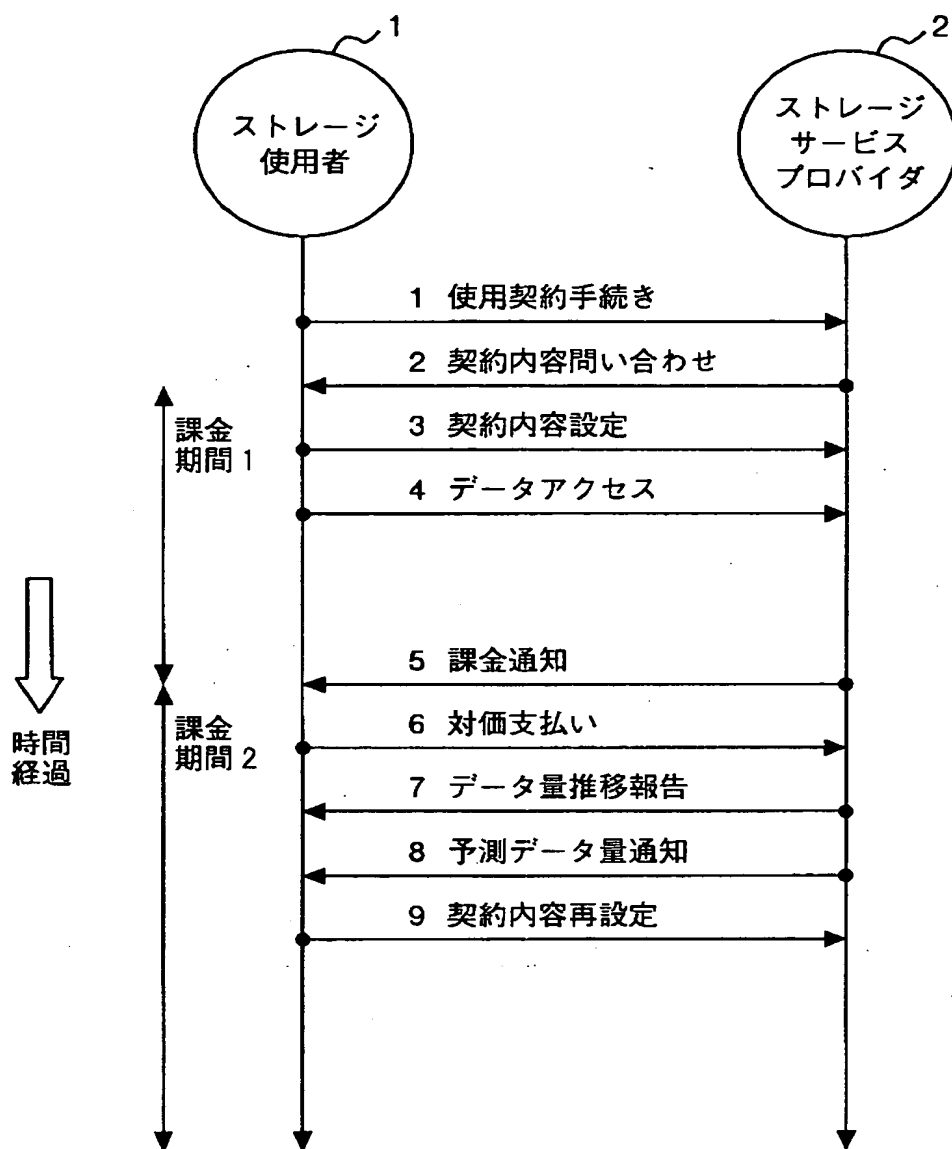 1
2
ストレージ
使用者
ストレージ
サービス
プロバイダ
1 使用契約手続き
2 契約内容問い合わせ
課金
期間1
3 契約内容設定
4 データアクセス
5 課金通知
課金
期間2
6 対価支払い
時間
経過
7 データ量推移報告
8 予測データ量通知
9 契約内容再設定